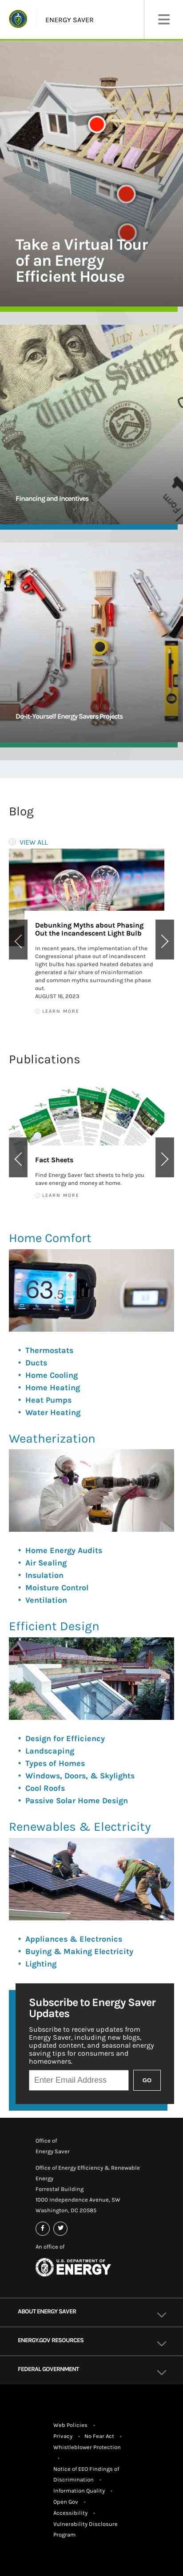 ENERGY SAVER
Take a Virtual Tour
of an Energy
Efficient House
Financing and Incentives
Do-It-Yourself Energy Savers Projects
Blog
VIEW ALL
Debunking Myths about Phasing
Out the Incandescent Light Bulb
In recent years, the implementation of the
Congressional phase out of incandescent
light bulbs has sparked heated debates and
generated a fair share of misinformation
and common myths surrounding the phase
out.
AUGUST 16, 2023
LEARN MORE
Publications
Fact Sheets
Find Energy Saver fact sheets to help you
save energy and money at home.
LEARN MORE
Home Comfort
63.5
• Thermostats
• Ducts
• Home Cooling
• Home Heating
• Heat Pumps
• Water Heating
Weatherization
• Home Energy Audits
• Air Sealing
• Insulation
• Moisture Control
• Ventilation
Efficient Design
• Design for Efficiency
• Landscaping
• Types of Homes
• Windows, Doors, & Skylights
• Cool Roofs
• Passive Solar Home Design
Renewables & Electricity
• Appliances & Electronics
• Buying & Making Electricity
• Lighting
Subscribe to Energy Saver
Updates
Subscribe to receive updates from
Energy Saver, including new blogs,
updated content, and seasonal energy
saving tips for consumers and
homeowners.
Enter Email Address
GO
Office of
Energy Saver
Office of Energy Efficiency & Renewable
Energy
Forrestal Building
1000 Independence Avenue, SW
Washington, DC 20585
An office of
U.S. DEPARTMENT OF
ENERGY
ABOUT ENERGY SAVER
ENERGY.GOV RESOURCES
FEDERAL GOVERNMENT
Web Policies •
Privacy • No Fear Act •
Whistleblower Protection
•
Notice of EEO Findings of
Discrimination •
Information Quality •
Open Gov •
Accessibility •
Vulnerability Disclosure
Program